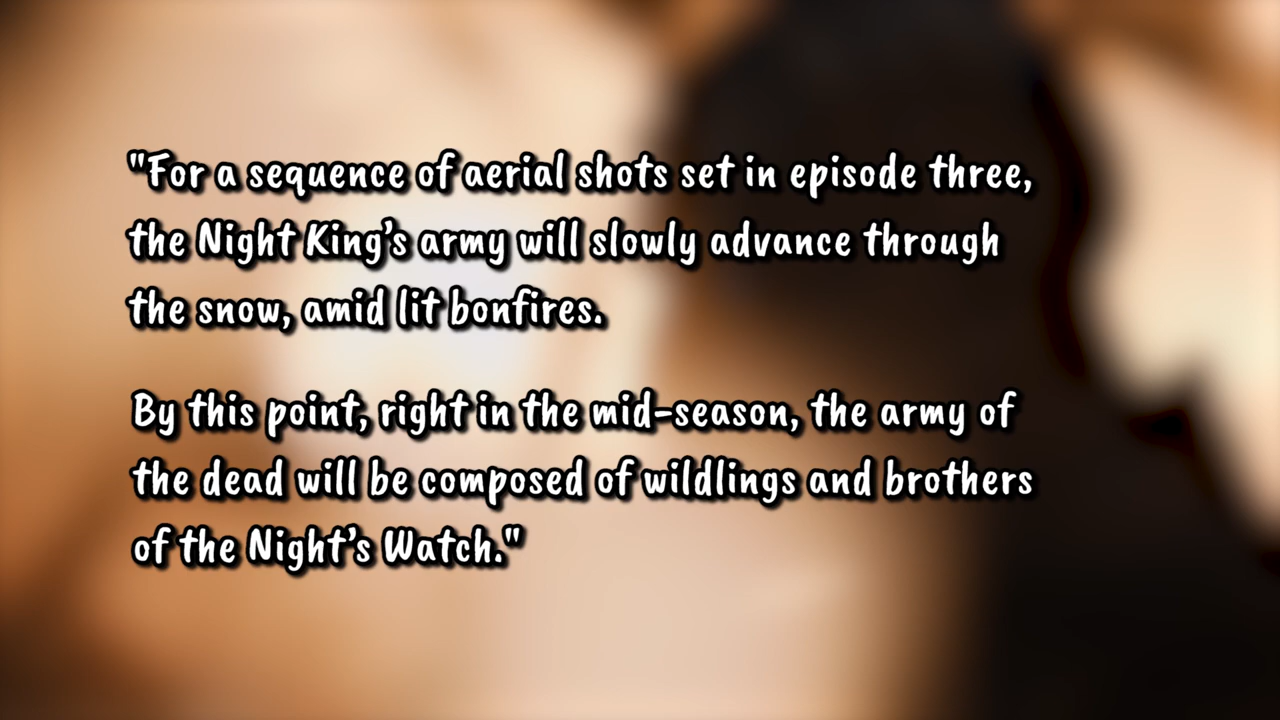 "For a sequence of aerial shots set in episode three,
the Night King’s army will slowly advance through
the snow, amid lit bonfires.
By this point, right in the mid-season, the army of
the dead will be composed of wildlings and brothers
of the Night’s Watch."